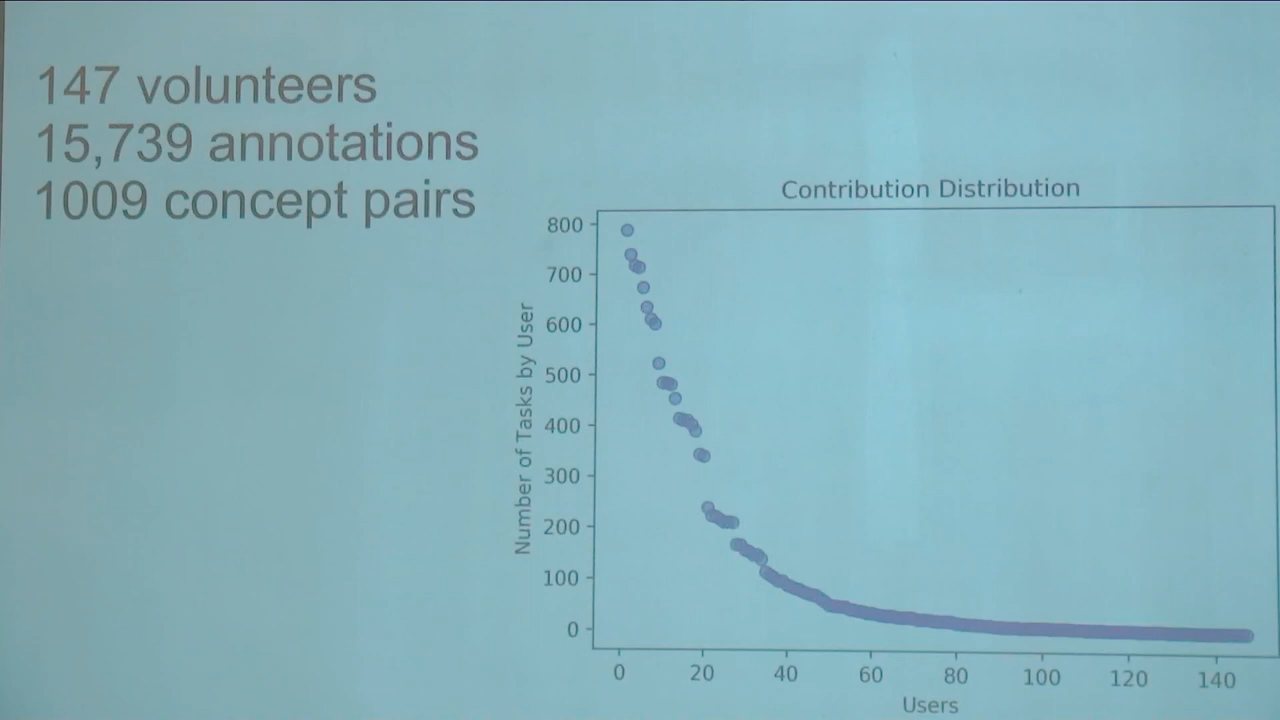 147 volunteers
15,739 annotations
1009 concept pairs
Contribution Distribution
800
700
600
500
400
300
200
100
0
Number of Tasks by User
0 20 40 60 80 100 120 140
Users